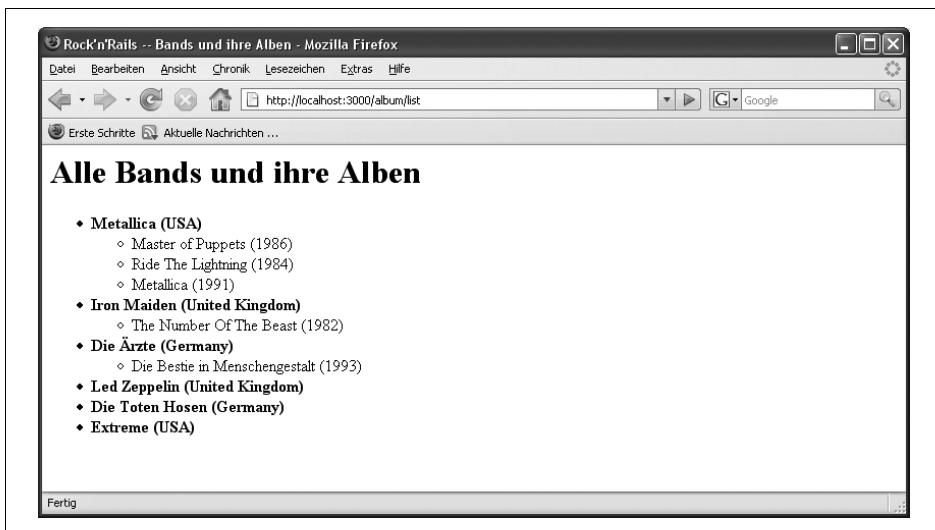 Rock'n'Rails -- Bands und ihre Alben - Mozilla Firefox
Datei Bearbeiten Ansicht Chronik Lesezeichen Extras Hilfe
http://localhost:3000/album/list G Google
Erste Schritte Aktuelle Nachrichten ...
Alle Bands und ihre Alben
Metallica (USA)
Master of Puppets (1986)
Ride The Lightning (1984)
Metallica (1991)
Iron Maiden (United Kingdom)
The Number Of The Beast (1982)
Die Ärzte (Germany)
Die Bestie in Menschengestalt (1993)
Led Zeppelin (United Kingdom)
Die Toten Hosen (Germany)
Extreme (USA)
Fertig